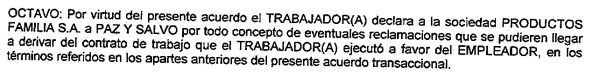 OCTAVO: Por virtud del presente acuerdo el TRABAJADOR(A) declara a la sociedad PRODUCTOS
FAMILIA S.A. a PAZ Y SALVO por todo concepto de eventuales reclamaciones que se pudieren llegar
a derivar del contrato de trabajo que el TRABAJADOR(A) ejecutó a favor del EMPLEADOR, en los
términos referidos en los apartes anteriores del presente acuerdo transaccional.